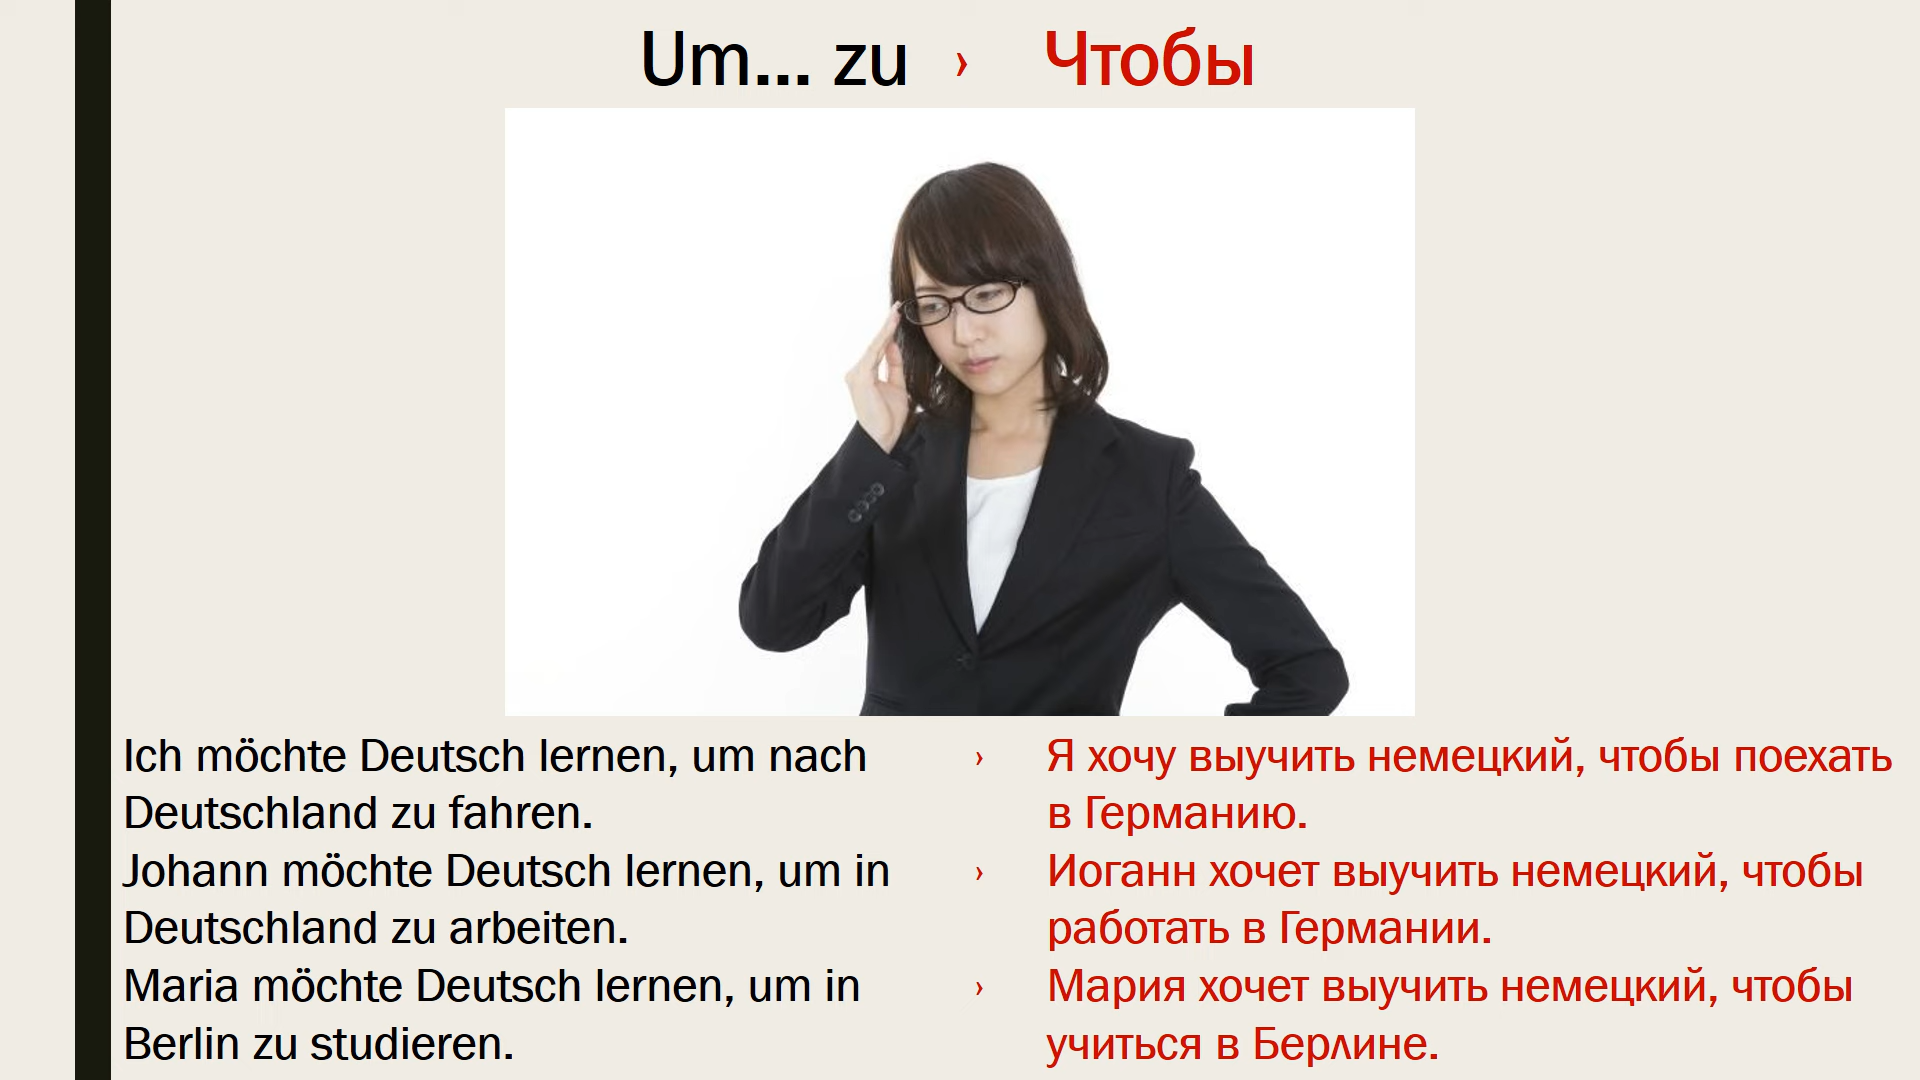 Um... zu › Чтобы
Ich möchte Deutsch lernen, um nach
Deutschland zu fahren.
Johann möchte Deutsch lernen, um in
Deutschland zu arbeiten.
Maria möchte Deutsch lernen, um in
Berlin zu studieren.
› Я хочу выучить немецкий, чтобы поехать
в Германию.
› Иоганн хочет выучить немецкий, чтобы
работать в Германии.
› Мария хочет выучить немецкий, чтобы
учиться в Берлине.